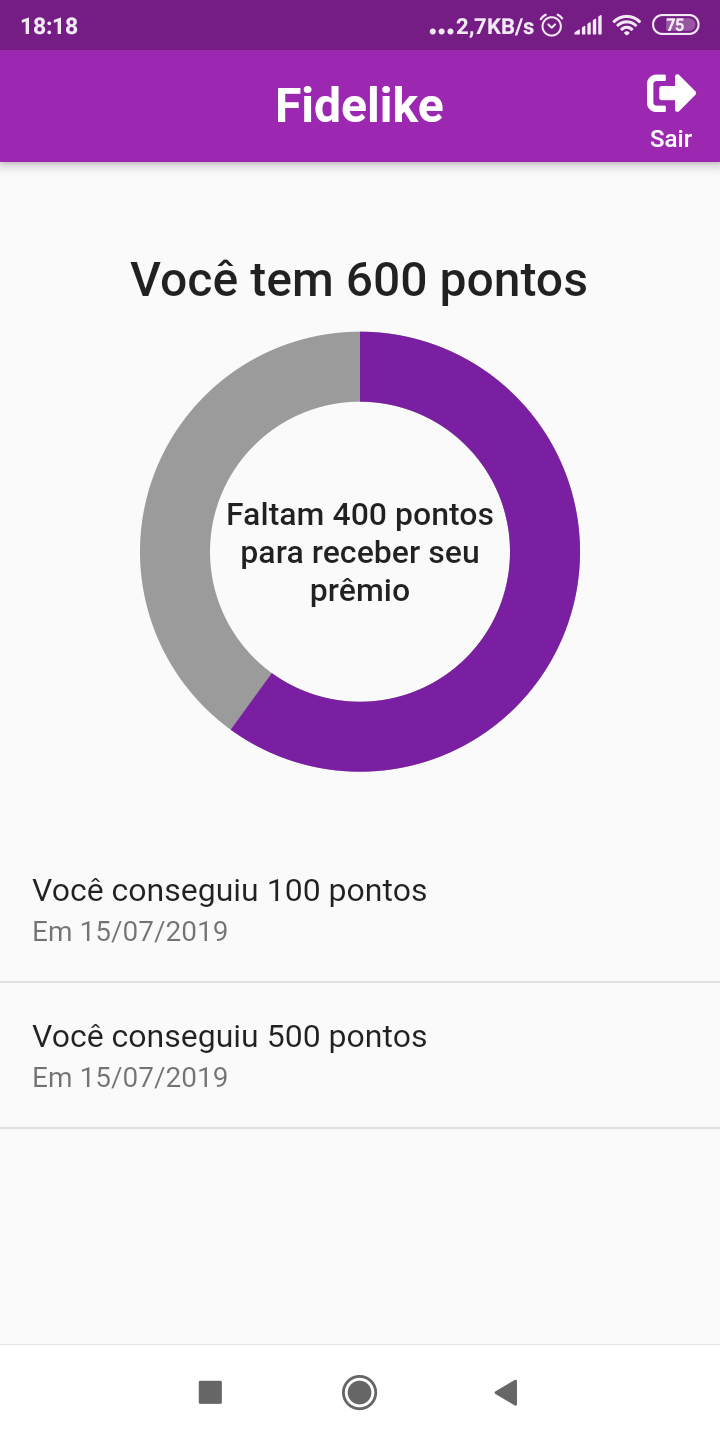 18:18
...2,7KB/s
75
Fidelike
Sair
Você tem 600 pontos
Faltam 400 pontos
para receber seu
prêmio
Você conseguiu 100 pontos
Em 15/07/2019
Você conseguiu 500 pontos
Em 15/07/2019